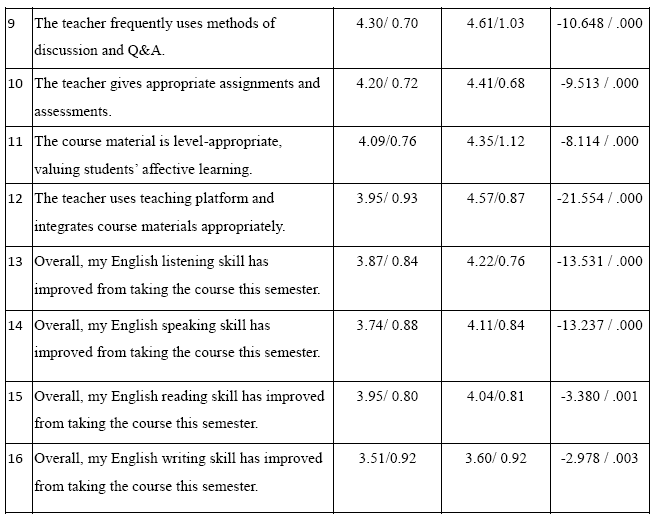 9 The teacher frequently uses methods of 4.30/ 0.70 4.61/1.03 -10.648 / .000
discussion and Q&A.
10 The teacher gives appropriate assignments and 4.20/ 0.72 4.41/0.68 -9.513 / .000
assessments.
11 The course material is level-appropriate, 4.09/0.76 4.35/1.12 -8.114 / .000
valuing students’ affective learning.
12 The teacher uses teaching platform and 3.95/ 0.93 4.57/0.87 -21.554 / .000
integrates course materials appropriately.
13 Overall, my English listening skill has 3.87/ 0.84 4.22/0.76 -13.531 / .000
improved from taking the course this semester.
14 Overall, my English speaking skill has 3.74/ 0.88 4.11/0.84 -13.237 / .000
improved from taking the course this semester.
15 Overall, my English reading skill has improved 3.95/ 0.80 4.04/0.81 -3.380 / .001
from taking the course this semester.
16 Overall, my English writing skill has improved 3.51/0.92 3.60/ 0.92 -2.978 / .003
from taking the course this semester.